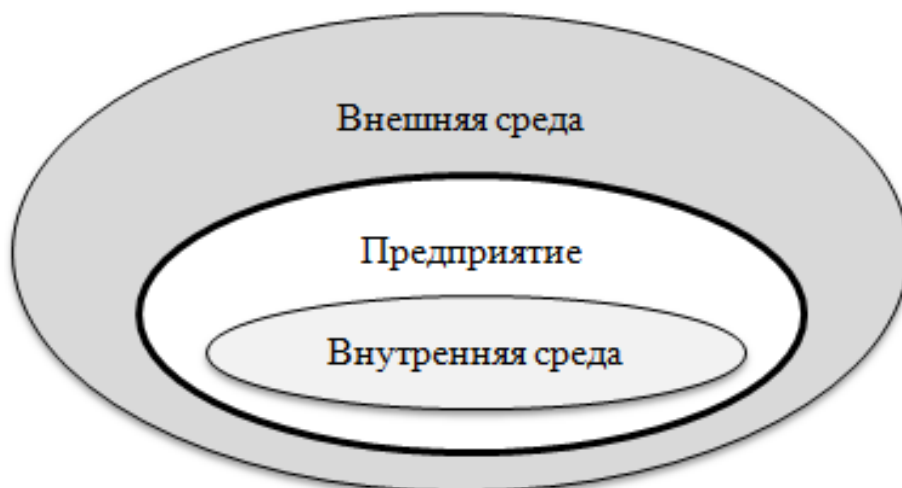 Внешняя среда
Предприятие
Внутренняя среда